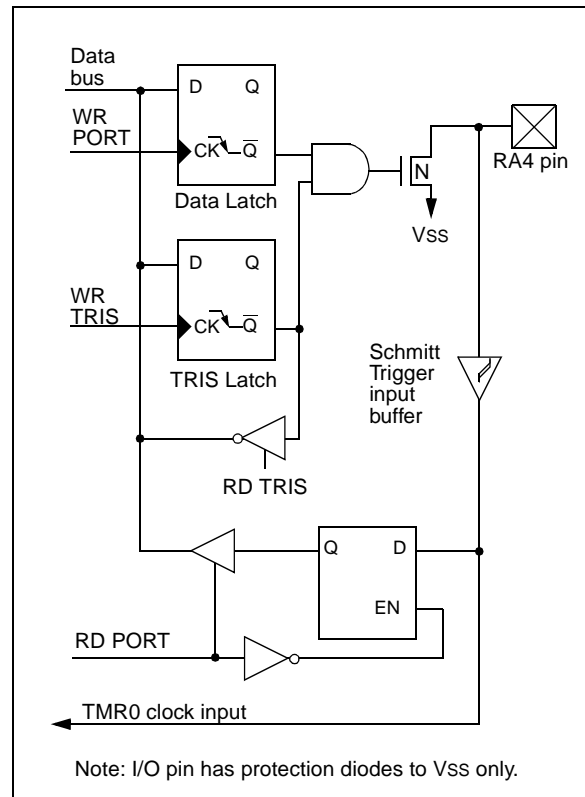 Data
bus
D Q
WR
PORT
CK Q
N
RA4 pin
Data Latch
VSS
D Q
WR
TRIS
CK Q
TRIS Latch
Schmitt
Trigger
input
buffer
RD TRIS
Q D
EN
RD PORT
TMR0 clock input
Note: I/O pin has protection diodes to VSS only.